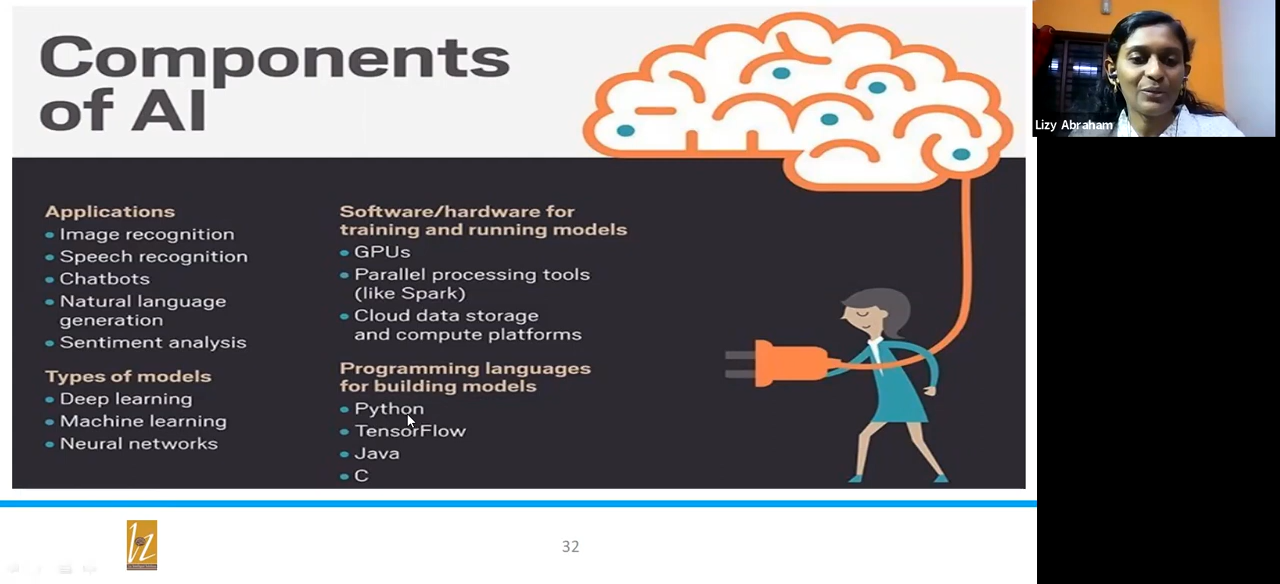 Components
of AI
Lizy Abraham
Applications
Image recognition
Speech recognition
Chatbots
Natural language
generation
Sentiment analysis
Types of models
Deep learning
Machine learning
Neural networks
Software/hardware for
training and running models
GPUs
Parallel processing tools
(like Spark)
Cloud data storage
and compute platforms
Programming languages
for building models
Python
TensorFlow
Java
C
32